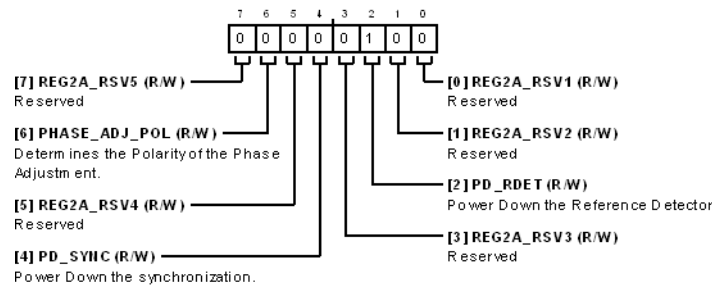 7 6 5 4 3 2 1 0
0 0 0 0 0 1 0 0
[7] REG2A_RSV5 (R/W)
Reserved
[6] PHASE_ADJ_POL (R/W)
Determines the Polarity of the Phase
Adjustment.
[5] REG2A_RSV4 (R/W)
Reserved
[4] PD_SYNC (R/W)
Power Down the synchronization.
[0] REG2A_RSV1 (R/W)
Reserved
[1] REG2A_RSV2 (R/W)
Reserved
[2] PD_RDET (R/W)
Power Down the Reference Detector
[3] REG2A_RSV3 (R/W)
Reserved